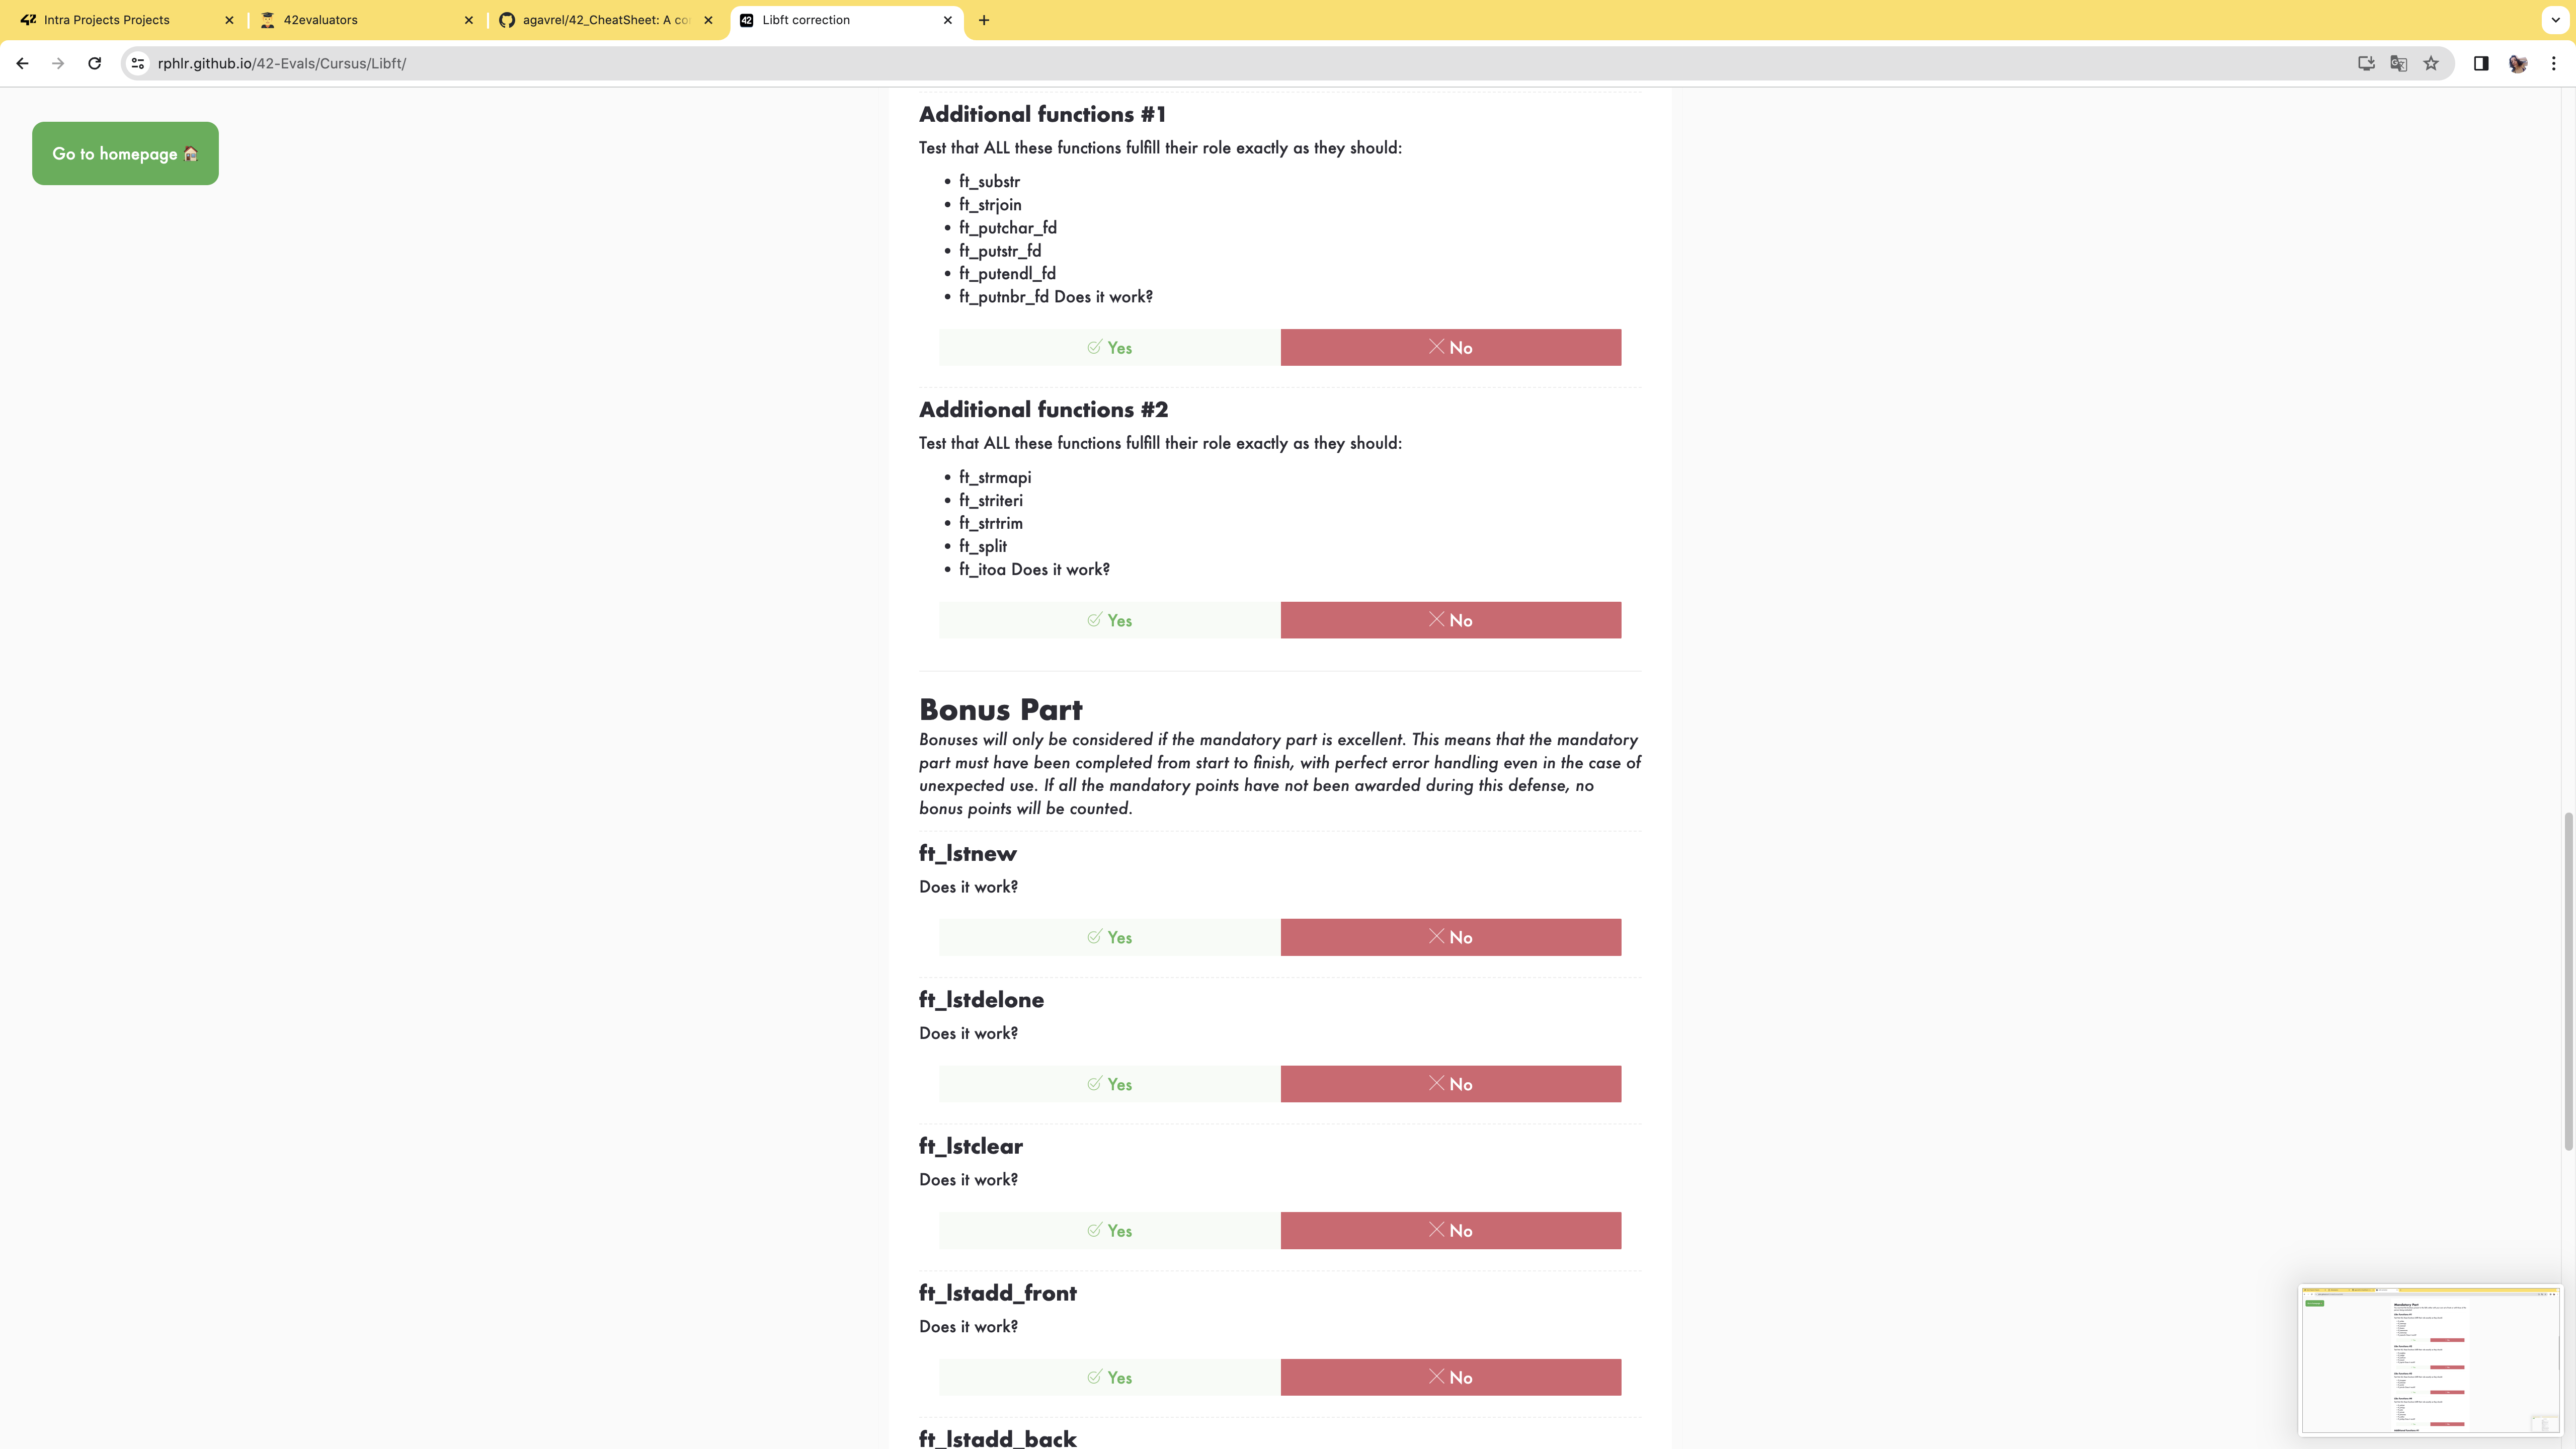 Intra Projects Projects
42evaluators
agavrel/42_CheatSheet: A co
Libft correction
rphlr.github.io/42-Evals/Cursus/Libft/
Go to homepage
Additional functions #1
Test that ALL these functions fulfill their role exactly as they should:
• ft_substr
• ft_strjoin
• ft_putchar_fd
• ft_putstr_fd
• ft_putendl_fd
• ft_putnbr_fd Does it work?
Yes
No
Additional functions #2
Test that ALL these functions fulfill their role exactly as they should:
• ft_strmapi
• ft_striteri
• ft_strtrim
• ft_split
• ft_itoa Does it work?
Yes
No
Bonus Part
Bonuses will only be considered if the mandatory part is excellent. This means that the mandatory
part must have been completed from start to finish, with perfect error handling even in the case of
unexpected use. If all the mandatory points have not been awarded during this defense, no
bonus points will be counted.
ft_lstnew
Does it work?
Yes
No
ft_lstdelone
Does it work?
Yes
No
ft_lstclear
Does it work?
Yes
No
ft_lstadd_front
Does it work?
Yes
No
ft_lstadd_back